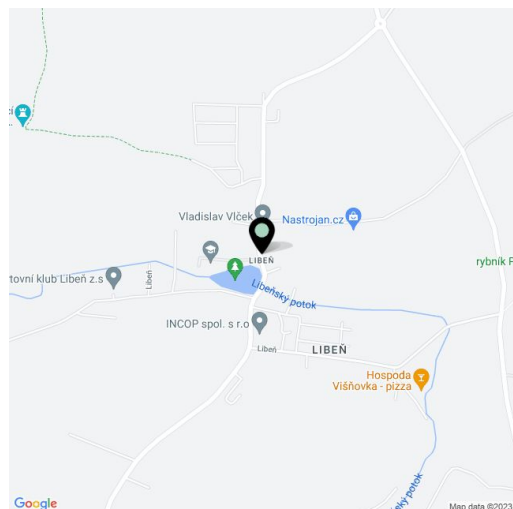 Vladislav Vlček
Nastrojan.cz
LIBEŇ
rybník
Libeň
rtovní klub Libeň z.s
Libeňský potok
INCOP spol. s r.o
Libeň
LIBEŇ
Hospoda
Višňovka - pizza
potok
Google
Map data ©2023